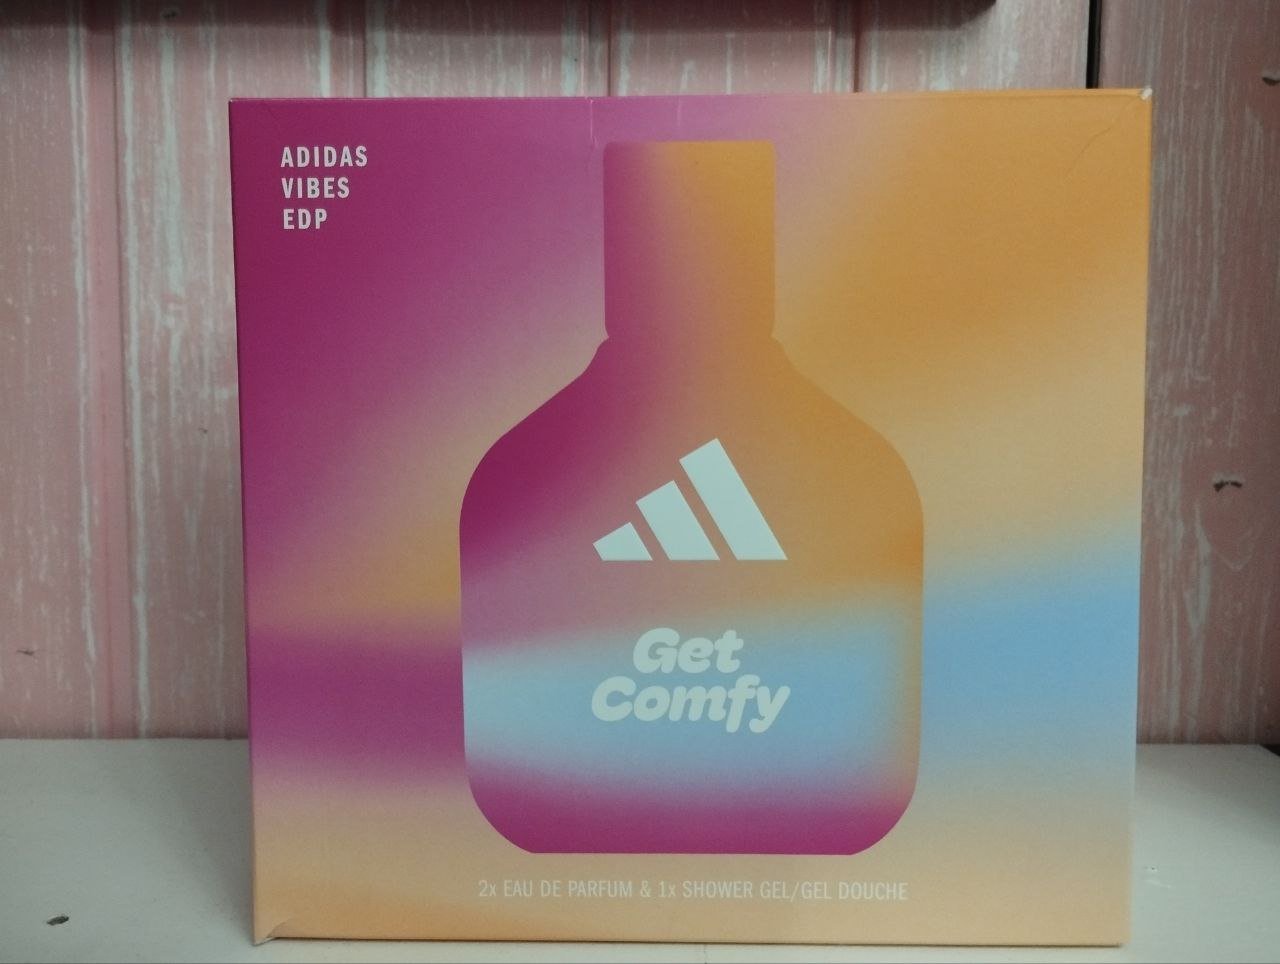 ADIDAS
VIBES
EDP
Get
Comfy
2x EAU DE PARFUM & 1x SHOWER GEL/GEL DOUCHE